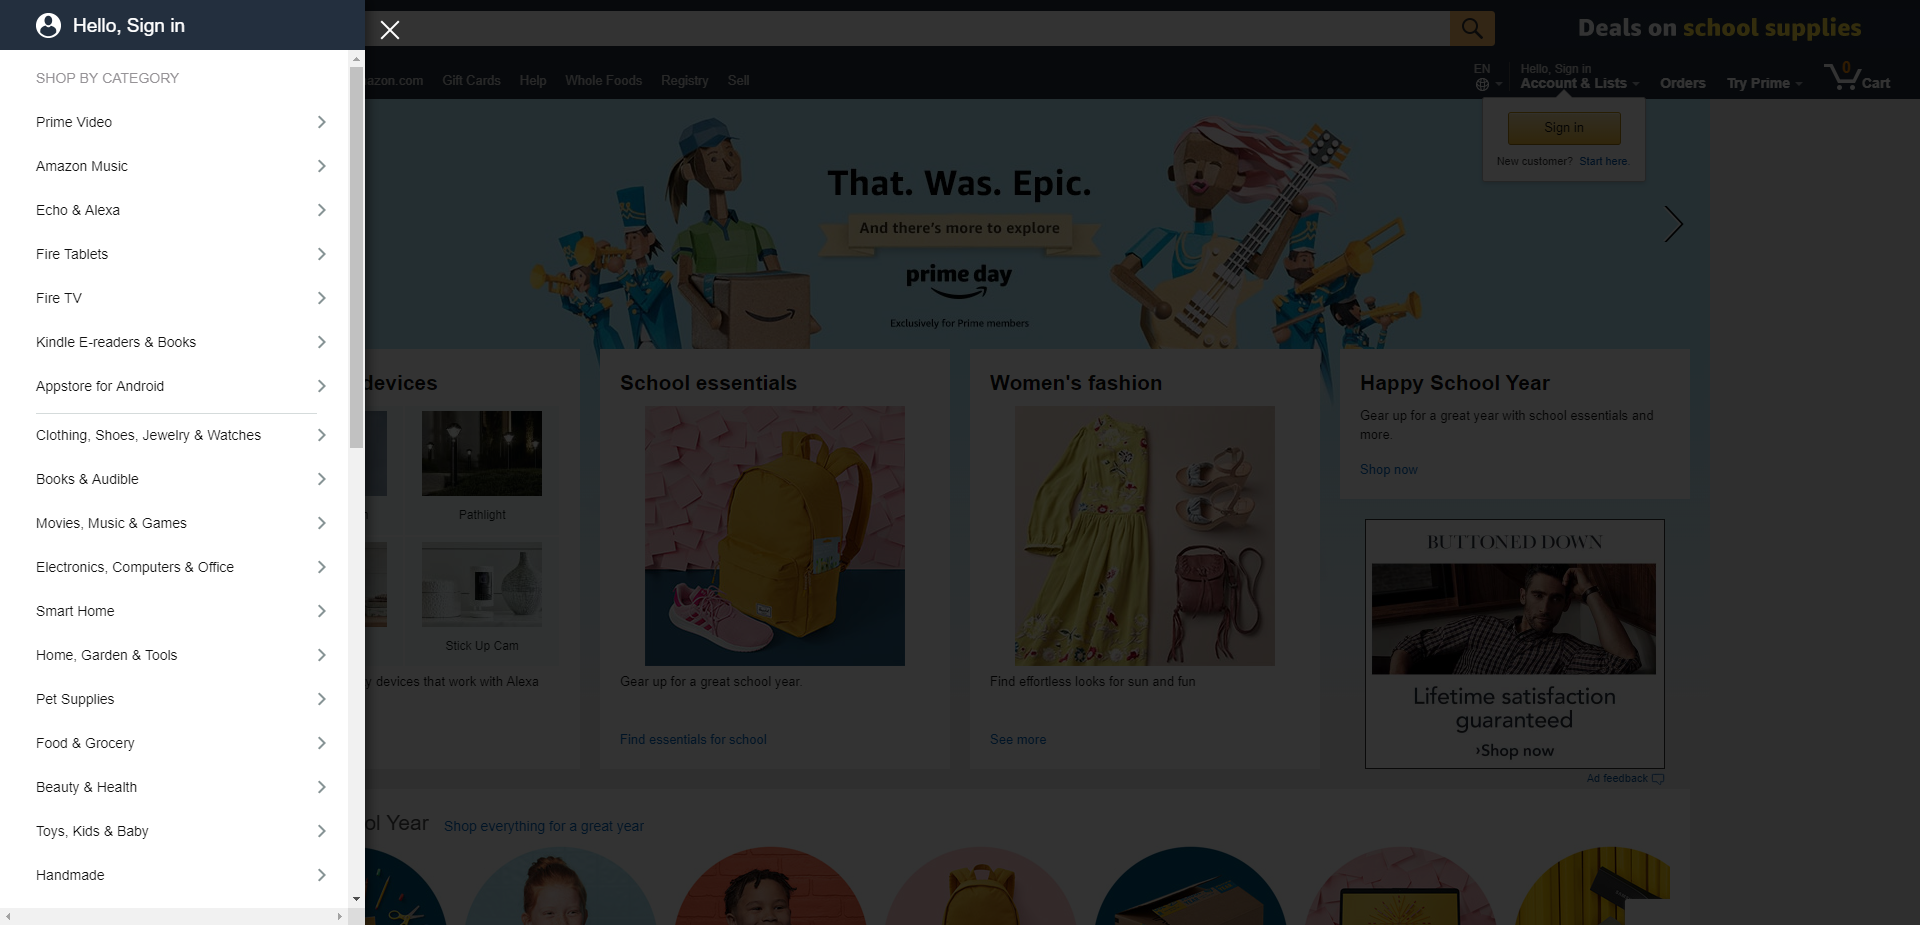 Hello, Sign in
SHOP BY CATEGORY
Prime Video
Amazon Music
Echo & Alexa
Fire Tablets
Fire TV
Kindle E-readers & Books
Appstore for Android
Clothing, Shoes, Jewelry & Watches
Books & Audible
Movies, Music & Games
Electronics, Computers & Office
Smart Home
Home, Garden & Tools
Pet Supplies
Food & Grocery
Beauty & Health
Toys, Kids & Baby
Handmade
Deals on school supplies
azon.com Gift Cards Help Whole Foods Registry Sell
EN
Hello, Sign in
Account & Lists
Orders
Try Prime
0
Cart
Sign in
New customer? Start here.
That. Was. Epic.
And there's more to explore
prime day
Exclusively for Prime members
devices
Pathlight
Stick Up Cam
y devices that work with Alexa
School essentials
Gear up for a great school year.
Find essentials for school
Women's fashion
Find effortless looks for sun and fun
See more
Happy School Year
Gear up for a great year with school essentials and
more.
Shop now
BUTTONED DOWN
Lifetime satisfaction
guaranteed
›Shop now
Ad feedback
ol Year Shop everything for a great year